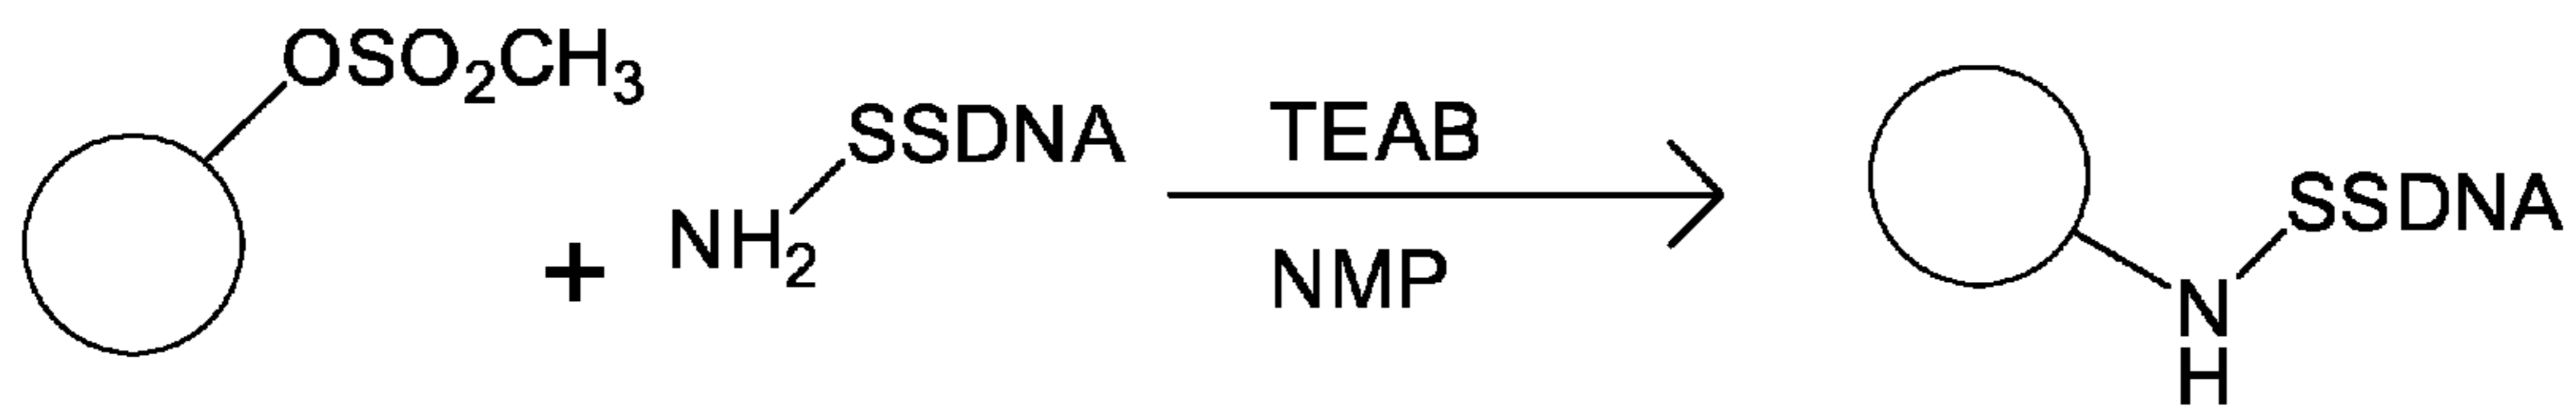 OSO₂CH₃
+
NH₂
SSDNA
TEAB
NMP
SSDNA
N
H